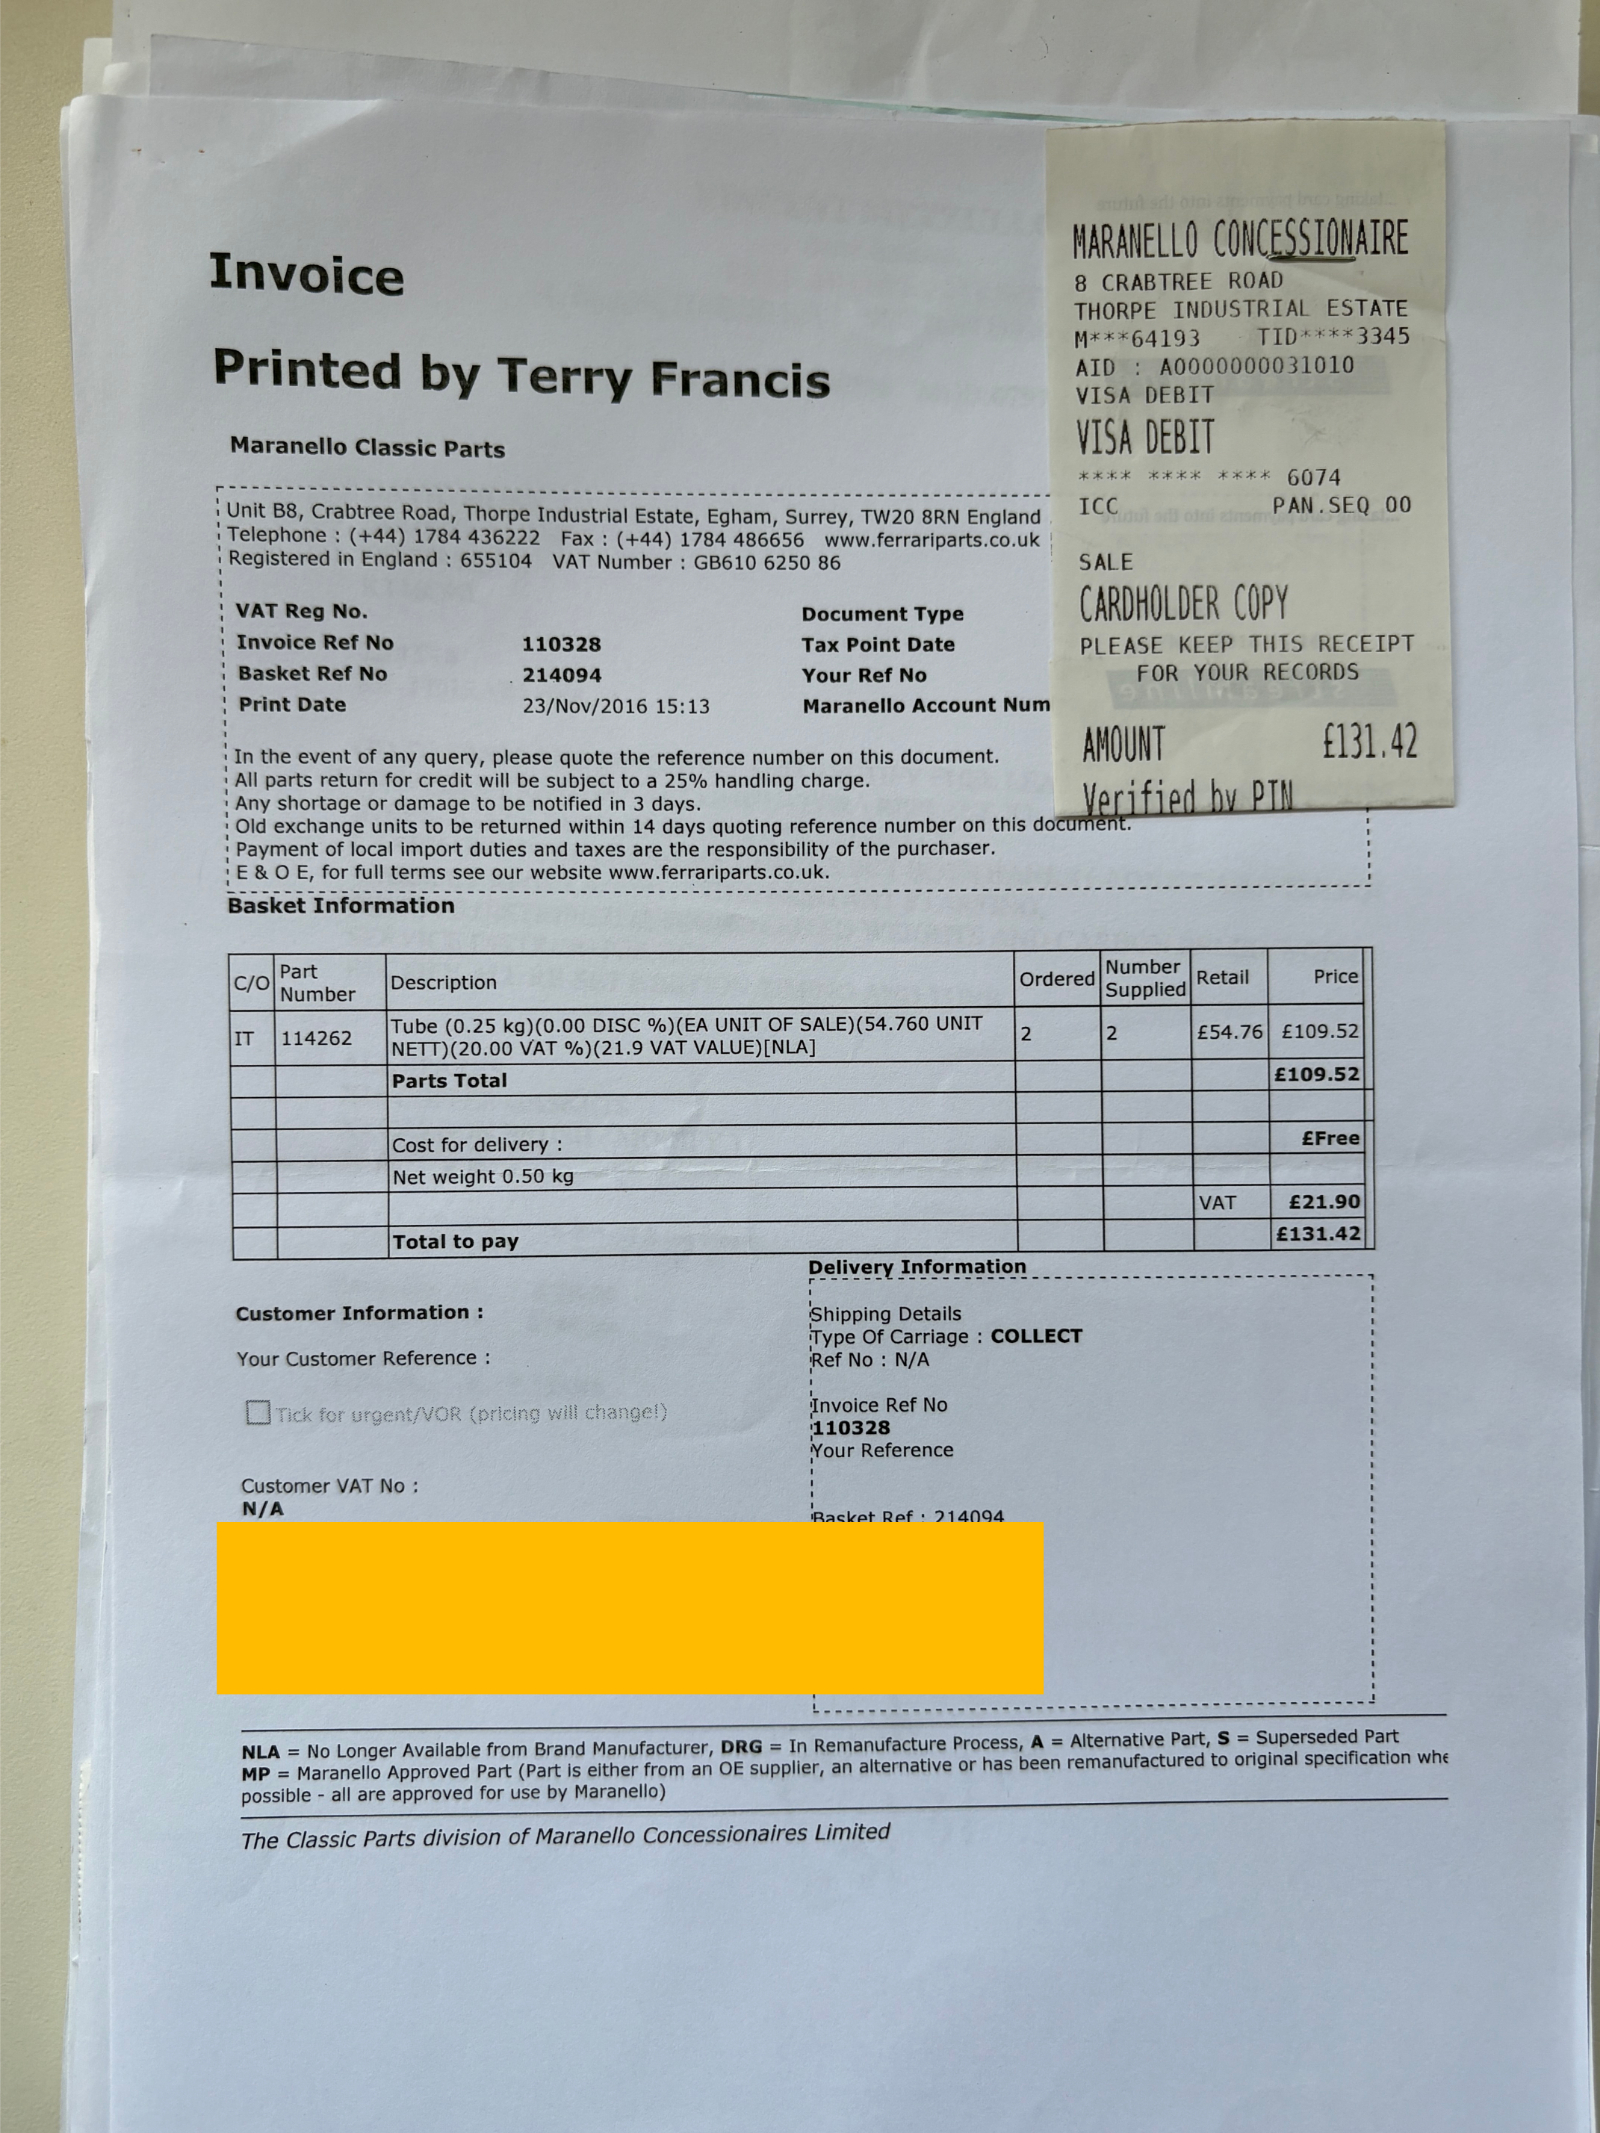 Invoice
Printed by Terry Francis
Maranello Classic Parts
Unit B8, Crabtree Road, Thorpe Industrial Estate, Egham, Surrey, TW20 8RN England
Telephone : (+44) 1784 436222 Fax : (+44) 1784 486656 www.ferrariparts.co.uk
Registered in England : 655104 VAT Number : GB610 6250 86
VAT Reg No. Document Type
Invoice Ref No 110328 Tax Point Date
Basket Ref No 214094 Your Ref No
Print Date 23/Nov/2016 15:13 Maranello Account Num
In the event of any query, please quote the reference number on this document.
All parts return for credit will be subject to a 25% handling charge.
Any shortage or damage to be notified in 3 days.
Old exchange units to be returned within 14 days quoting reference number on this document.
Payment of local import duties and taxes are the responsibility of the purchaser.
E & O E, for full terms see our website www.ferrariparts.co.uk.
MARANELLO CONCESSIONAIRE
8 CRABTREE ROAD
THORPE INDUSTRIAL ESTATE
M***64193 TID****3345
AID : A0000000031010
VISA DEBIT
VISA DEBIT
**** **** **** 6074
ICC PAN.SEQ 00
SALE
CARDHOLDER COPY
PLEASE KEEP THIS RECEIPT
FOR YOUR RECORDS
AMOUNT £131.42
Verified by PIN
Basket Information
C/O Part Number Description Ordered Number Supplied Retail Price
IT 114262 Tube (0.25 kg)(0.00 DISC %)(EA UNIT OF SALE)(54.760 UNIT 2 2 £54.76 £109.52
NETT)(20.00 VAT %)(21.9 VAT VALUE)[NLA]
Parts Total £109.52
Cost for delivery : £Free
Net weight 0.50 kg
VAT £21.90
Total to pay £131.42
Customer Information :
Your Customer Reference :
Tick for urgent/VOR (pricing will change!)
Customer VAT No :
N/A
Delivery Information
Shipping Details
Type Of Carriage : COLLECT
Ref No : N/A
Invoice Ref No
110328
Your Reference
Basket Ref : 214094
NLA = No Longer Available from Brand Manufacturer, DRG = In Remanufacture Process, A = Alternative Part, S = Superseded Part
MP = Maranello Approved Part (Part is either from an OE supplier, an alternative or has been remanufactured to original specification whe
possible - all are approved for use by Maranello)
The Classic Parts division of Maranello Concessionaires Limited